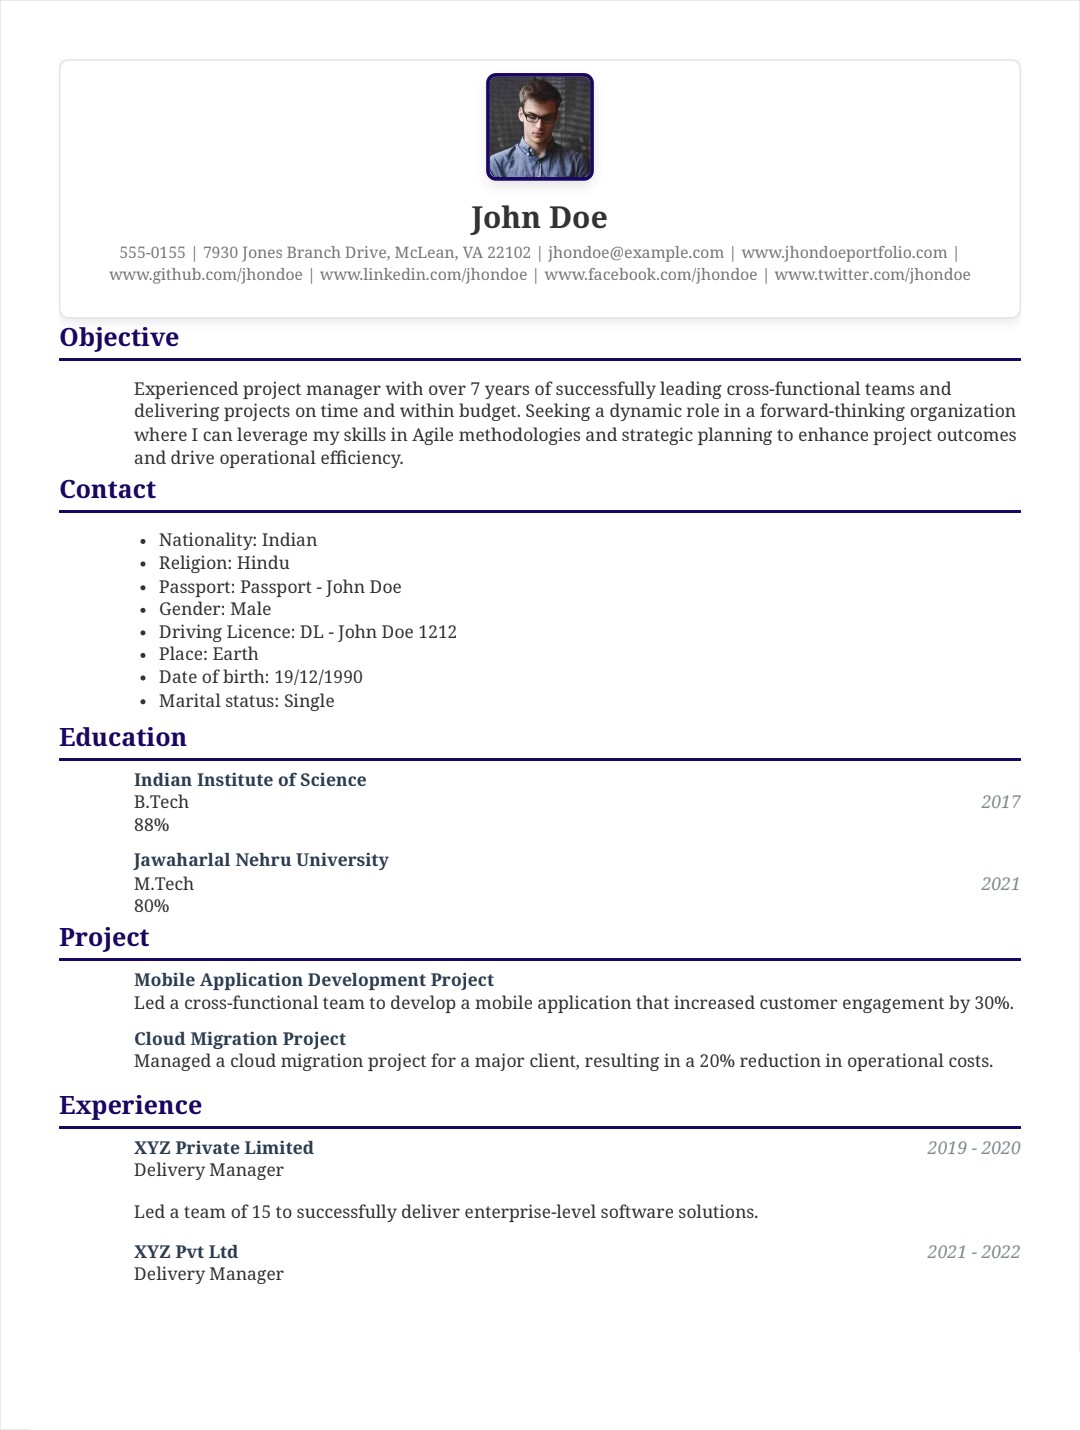 John Doe
555-0155 | 7930 Jones Branch Drive, McLean, VA 22102 | jhondoe@example.com | www.jhondoeportfolio.com |
www.github.com/jhondoe | www.linkedin.com/jhondoe | www.facebook.com/jhondoe | www.twitter.com/jhondoe
Objective
Experienced project manager with over 7 years of successfully leading cross-functional teams and
delivering projects on time and within budget. Seeking a dynamic role in a forward-thinking organization
where I can leverage my skills in Agile methodologies and strategic planning to enhance project outcomes
and drive operational efficiency.
Contact
• Nationality: Indian
• Religion: Hindu
• Passport: Passport - John Doe
• Gender: Male
• Driving Licence: DL - John Doe 1212
• Place: Earth
• Date of birth: 19/12/1990
• Marital status: Single
Education
Indian Institute of Science
B.Tech 2017
88%
Jawaharlal Nehru University
M.Tech 2021
80%
Project
Mobile Application Development Project
Led a cross-functional team to develop a mobile application that increased customer engagement by 30%.
Cloud Migration Project
Managed a cloud migration project for a major client, resulting in a 20% reduction in operational costs.
Experience
XYZ Private Limited 2019 - 2020
Delivery Manager
Led a team of 15 to successfully deliver enterprise-level software solutions.
XYZ Pvt Ltd 2021 - 2022
Delivery Manager